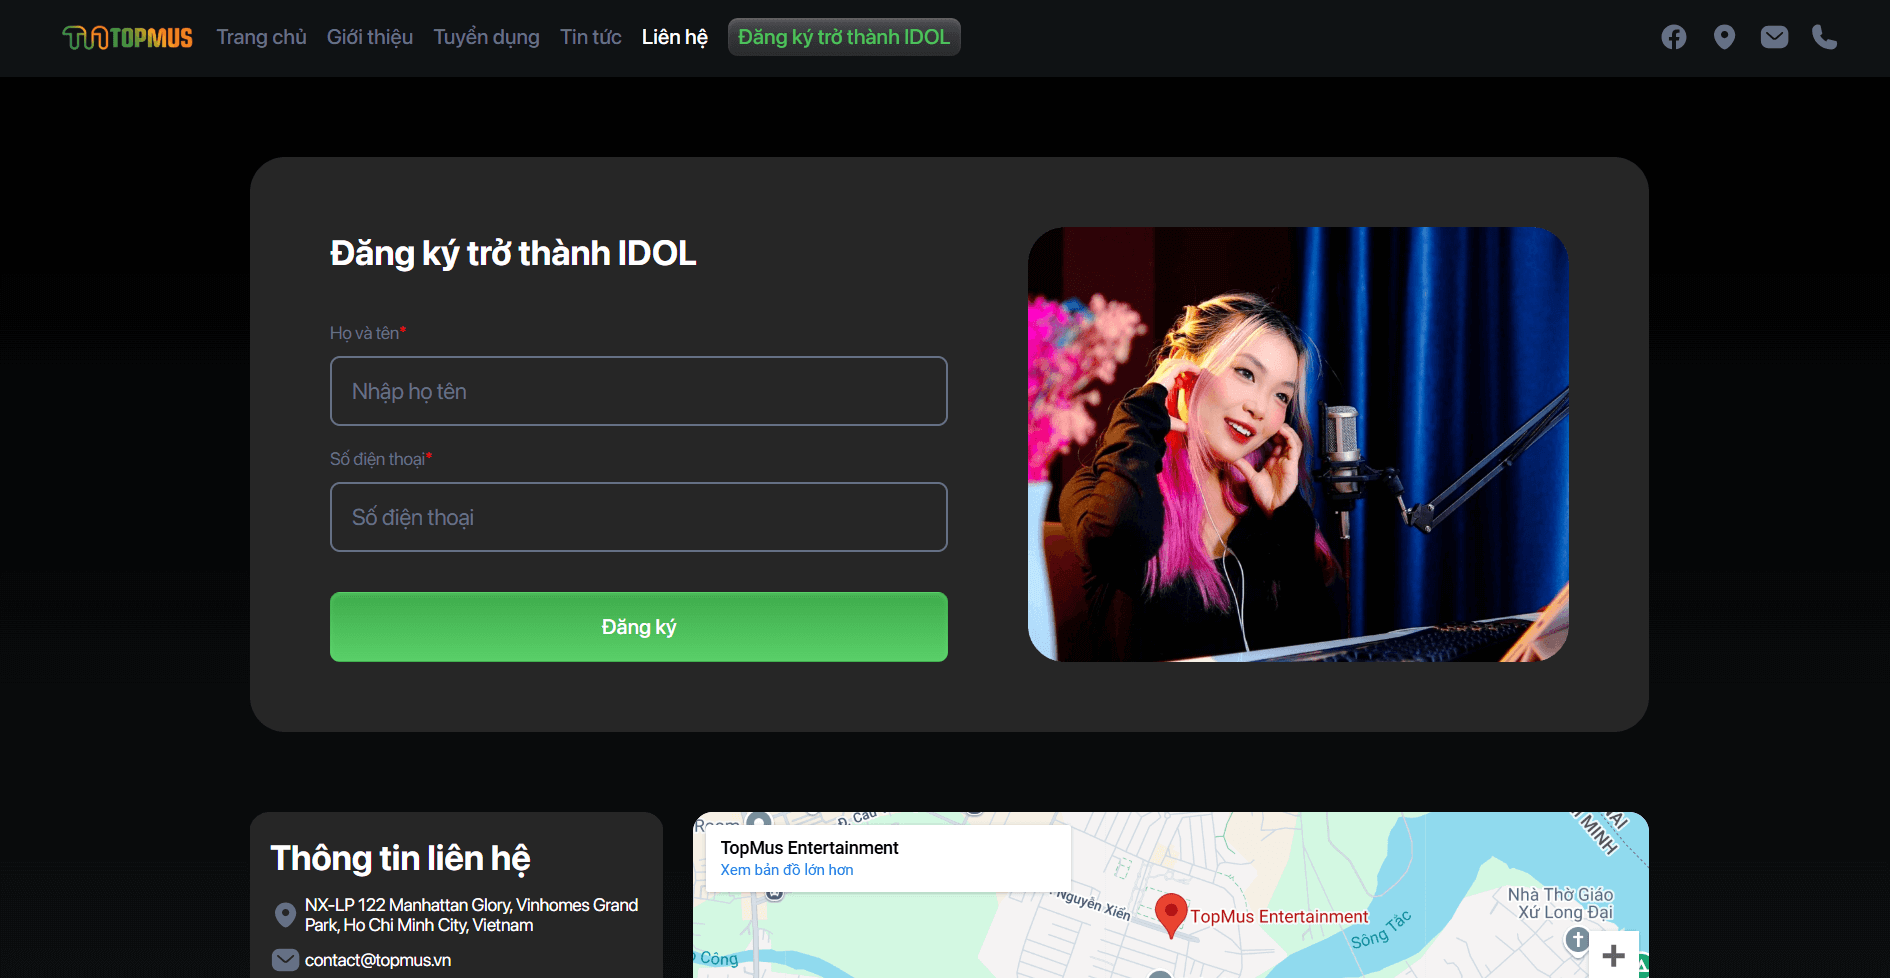 TOPMUS Trang chủ Giới thiệu Tuyển dụng Tin tức Liên hệ Đăng ký trở thành IDOL
Đăng ký trở thành IDOL
Họ và tên*
Nhập họ tên
Số điện thoại*
Số điện thoại
Đăng ký
Thông tin liên hệ
NX-LP 122 Manhattan Glory, Vinhomes Grand
Park, Ho Chi Minh City, Vietnam
contact@topmus.vn
Room
Đ. Cầu
TopMus Entertainment
Xem bản đồ lớn hơn
Nguyễn Xiển
TopMus Entertainment
Sông Tắc
MINH
Nhà Thờ Giáo
Xứ Long Đại
Công
+